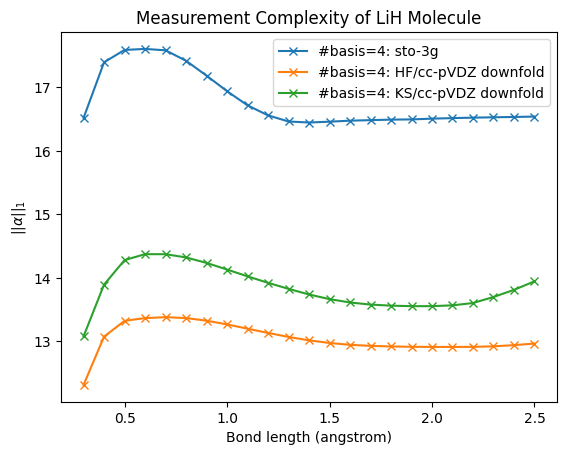 Measurement Complexity of LiH Molecule
#basis=4: sto-3g
#basis=4: HF/cc-pVDZ downfold
#basis=4: KS/cc-pVDZ downfold
||α||₁
17
16
15
14
13
0.5 1.0 1.5 2.0 2.5
Bond length (angstrom)